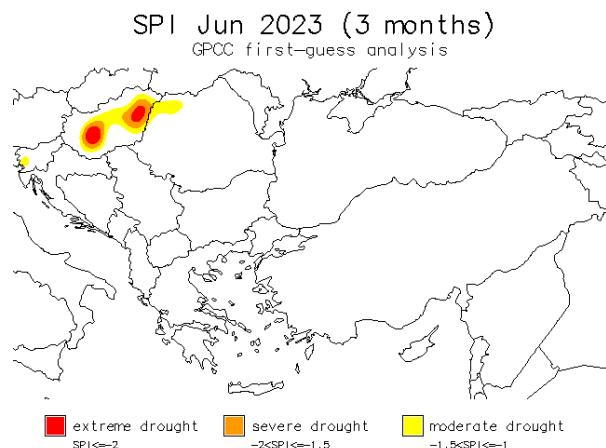 SPI Jun 2023 (3 months)
GPCC first-guess analysis
extreme drought severe drought moderate drought
SPI<=-2 -2<SPI<=-1.5 -1.5<SPI<=-1